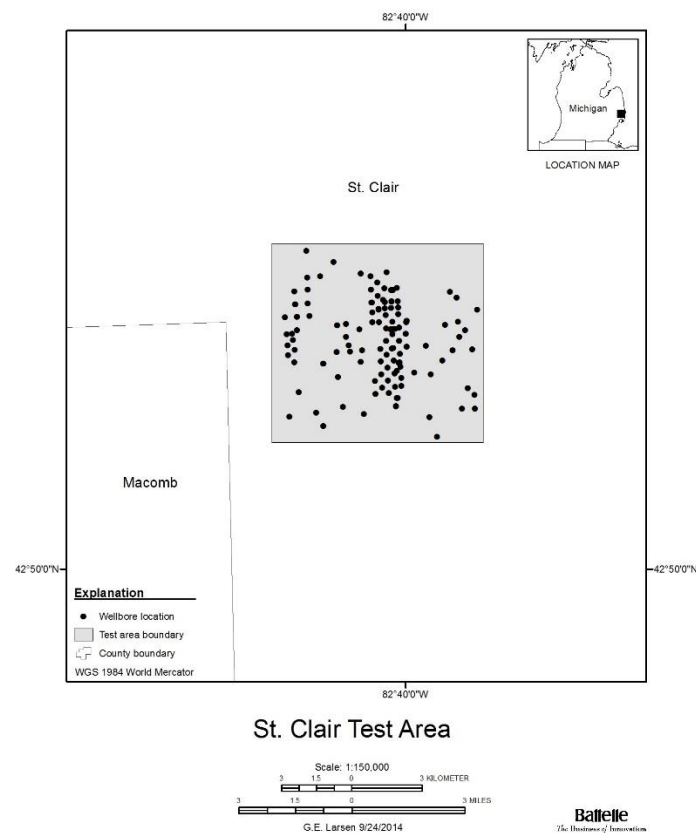 82°40'0"W
Michigan
LOCATION MAP
St. Clair
Macomb
42°50'0"N
42°50'0"N
Explanation
Wellbore location
Test area boundary
County boundary
WGS 1984 World Mercator
82°40'0"W
St. Clair Test Area
Scale: 1:150,000
3 1.5 0 3 KILOMETER
3 1.5 0 3 MILES
G.E. Larsen 9/24/2014
Battelle
The Business of Innovation